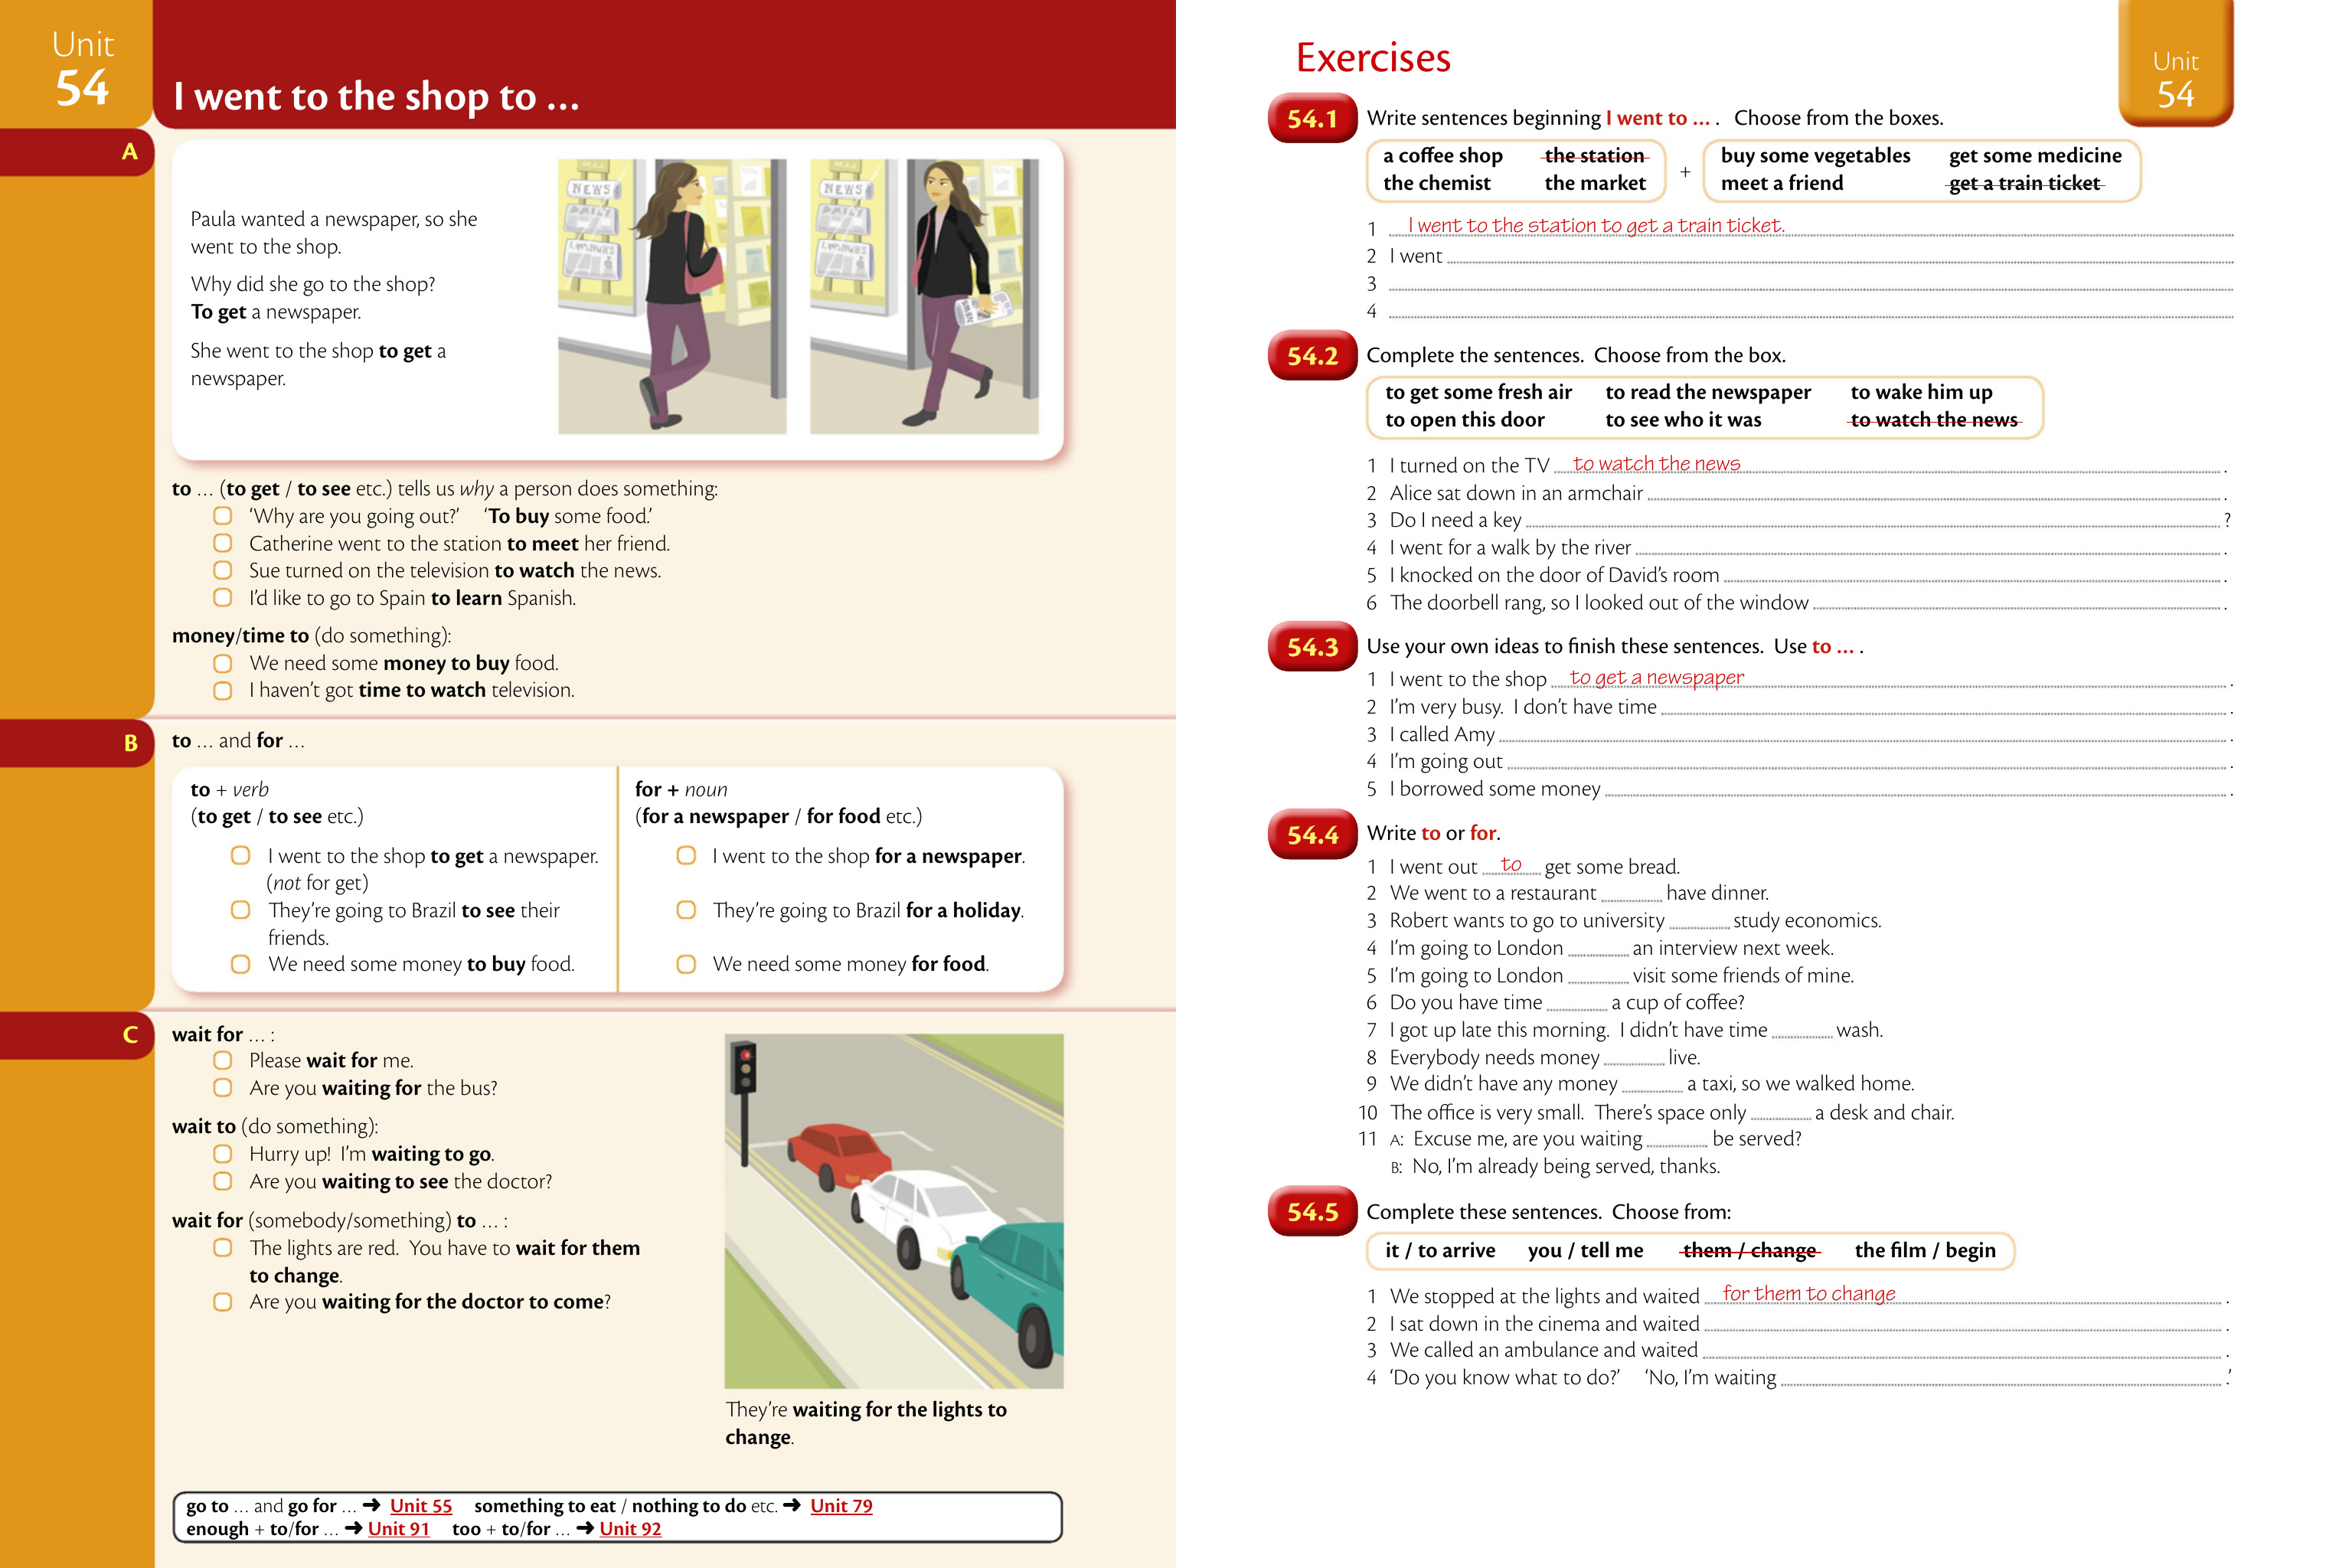 Unit
54
I went to the shop to …
A
Paula wanted a newspaper, so she
went to the shop.
Why did she go to the shop?
To get a newspaper.
She went to the shop to get a
newspaper.
NEWS
DAILY
NEWS
DAILY
to … (to get / to see etc.) tells us why a person does something:
‘Why are you going out?’ ‘To buy some food.’
Catherine went to the station to meet her friend.
Sue turned on the television to watch the news.
I’d like to go to Spain to learn Spanish.
money/time to (do something):
We need some money to buy food.
I haven’t got time to watch television.
B
to … and for …
to + verb
(to get / to see etc.)
I went to the shop to get a newspaper.
(not for get)
They’re going to Brazil to see their
friends.
We need some money to buy food.
for + noun
(for a newspaper / for food etc.)
I went to the shop for a newspaper.
They’re going to Brazil for a holiday.
We need some money for food.
C
wait for … :
Please wait for me.
Are you waiting for the bus?
wait to (do something):
Hurry up! I’m waiting to go.
Are you waiting to see the doctor?
wait for (somebody/something) to … :
The lights are red. You have to wait for them
to change.
Are you waiting for the doctor to come?
They’re waiting for the lights to
change.
go to … and go for … ➜ Unit 55 something to eat / nothing to do etc. ➜ Unit 79
enough + to/for … ➜ Unit 91 too + to/for … ➜ Unit 92
Exercises
Unit
54
54.1 Write sentences beginning I went to … . Choose from the boxes.
a coffee shop the station + buy some vegetables get some medicine
the chemist the market meet a friend get a train ticket
1 I went to the station to get a train ticket.
2 I went
3
4
54.2 Complete the sentences. Choose from the box.
to get some fresh air to read the newspaper to wake him up
to open this door to see who it was to watch the news
1 I turned on the TV to watch the news .
2 Alice sat down in an armchair .
3 Do I need a key ?
4 I went for a walk by the river .
5 I knocked on the door of David’s room .
6 The doorbell rang, so I looked out of the window .
54.3 Use your own ideas to finish these sentences. Use to … .
1 I went to the shop to get a newspaper .
2 I’m very busy. I don’t have time .
3 I called Amy .
4 I’m going out .
5 I borrowed some money .
54.4 Write to or for.
1 I went out to get some bread.
2 We went to a restaurant have dinner.
3 Robert wants to go to university study economics.
4 I’m going to London an interview next week.
5 I’m going to London visit some friends of mine.
6 Do you have time a cup of coffee?
7 I got up late this morning. I didn’t have time wash.
8 Everybody needs money live.
9 We didn’t have any money a taxi, so we walked home.
10 The office is very small. There’s space only a desk and chair.
11 A: Excuse me, are you waiting be served?
B: No, I’m already being served, thanks.
54.5 Complete these sentences. Choose from:
it / to arrive you / tell me them / change the film / begin
1 We stopped at the lights and waited for them to change .
2 I sat down in the cinema and waited .
3 We called an ambulance and waited .
4 ‘Do you know what to do?’ ‘No, I’m waiting .’